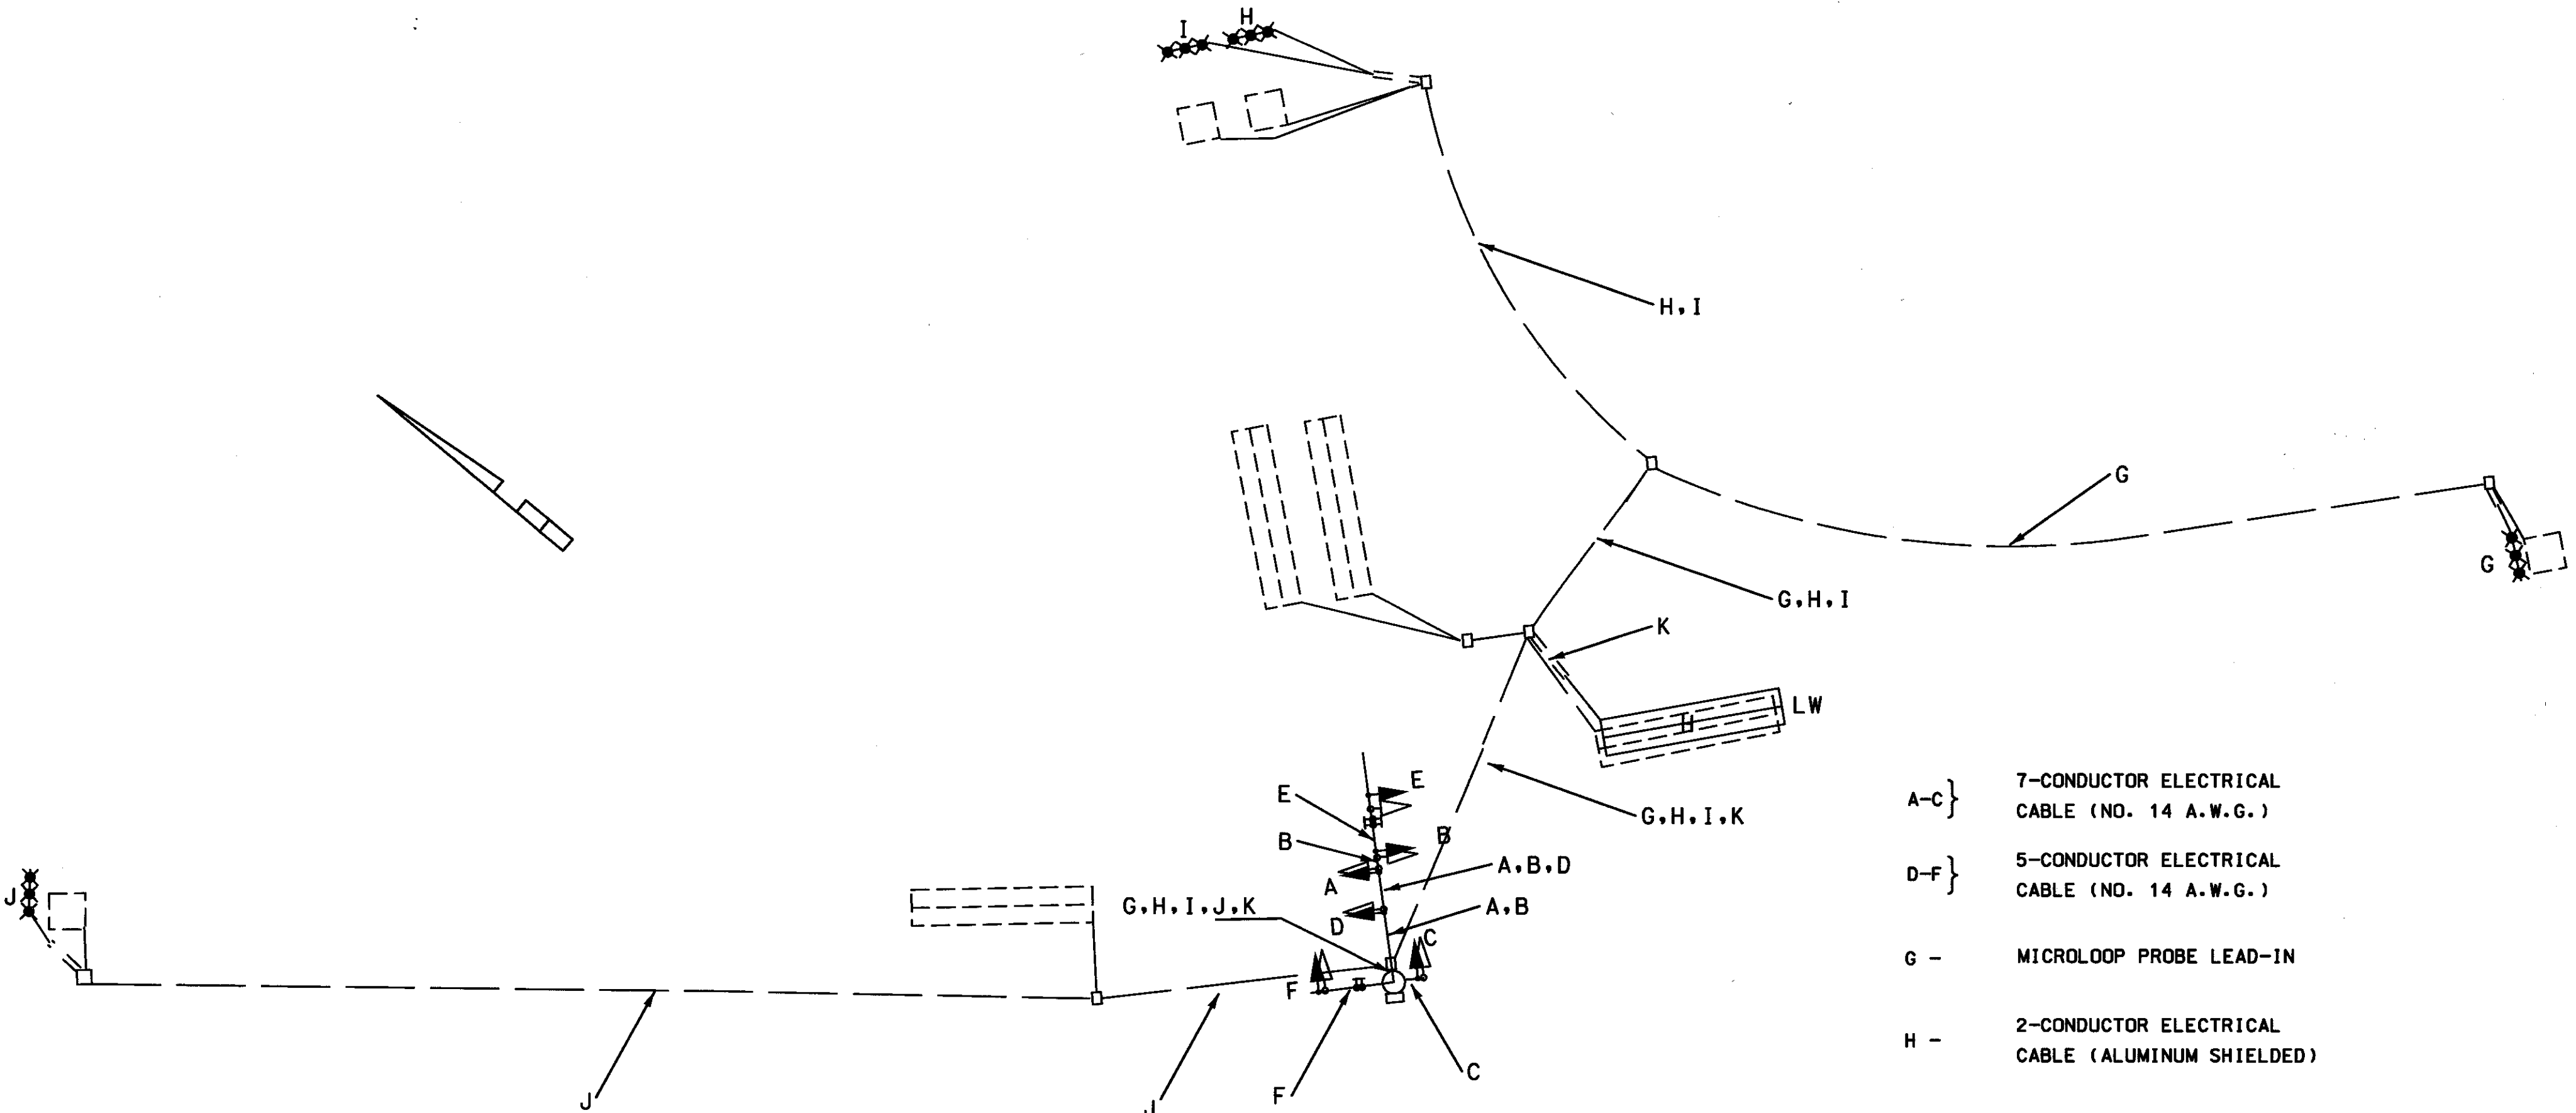 I
H
H, I
G
G
G, H, I
K
H
LW
E
E
G, H, I, K
B
B
A, B, D
A
G, H, I, J, K
A, B
D
C
J
F
J
J
F
C
A-C} 7-CONDUCTOR ELECTRICAL
CABLE (NO. 14 A.W.G.)
D-F} 5-CONDUCTOR ELECTRICAL
CABLE (NO. 14 A.W.G.)
G - MICROLOOP PROBE LEAD-IN
H - 2-CONDUCTOR ELECTRICAL
CABLE (ALUMINUM SHIELDED)